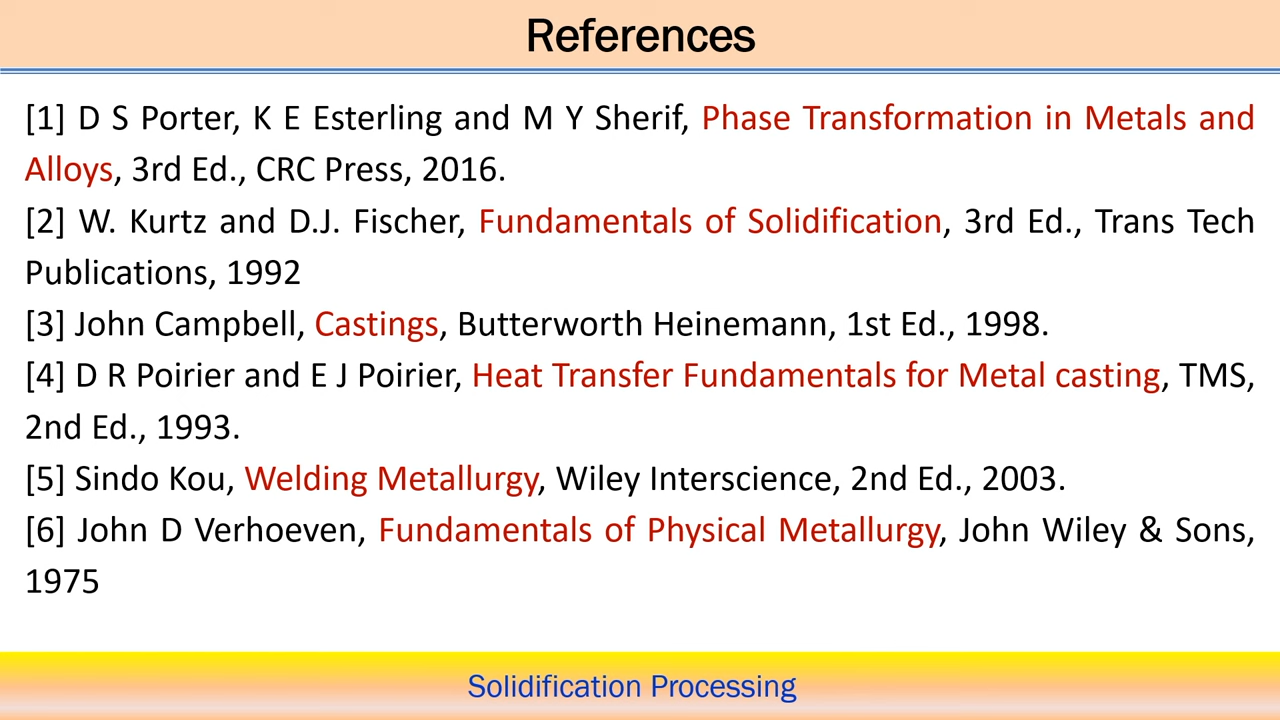 References
[1] D S Porter, K E Esterling and M Y Sherif, Phase Transformation in Metals and
Alloys, 3rd Ed., CRC Press, 2016.
[2] W. Kurtz and D.J. Fischer, Fundamentals of Solidification, 3rd Ed., Trans Tech
Publications, 1992
[3] John Campbell, Castings, Butterworth Heinemann, 1st Ed., 1998.
[4] D R Poirier and E J Poirier, Heat Transfer Fundamentals for Metal casting, TMS,
2nd Ed., 1993.
[5] Sindo Kou, Welding Metallurgy, Wiley Interscience, 2nd Ed., 2003.
[6] John D Verhoeven, Fundamentals of Physical Metallurgy, John Wiley & Sons,
1975
Solidification Processing